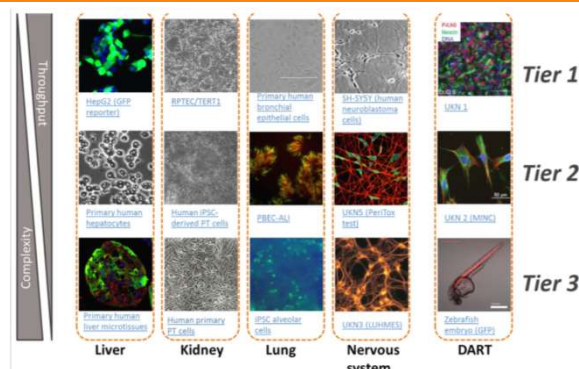 Throughput
Complexity
PAX6
Nestin
DNA
HepG2 (GFP
reporter)
RPTEC/TERT1
Primary human
bronchial
epithelial cells
SH-SY5Y (human
neuroblastoma
cells)
UKN 1
Tier 1
Primary human
hepatocytes
Human iPSC-
derived PT cells
PBEC-ALI
UKN5 (PeriTox
test)
UKN 2 (MINC)
Tier 2
Primary human
liver microtissues
Human primary
PT cells
iPSC alveolar
cells
UKN3 (LUHMES)
Zebrafish
embryo (GFP)
Tier 3
Liver
Kidney
Lung
Nervous
system
DART